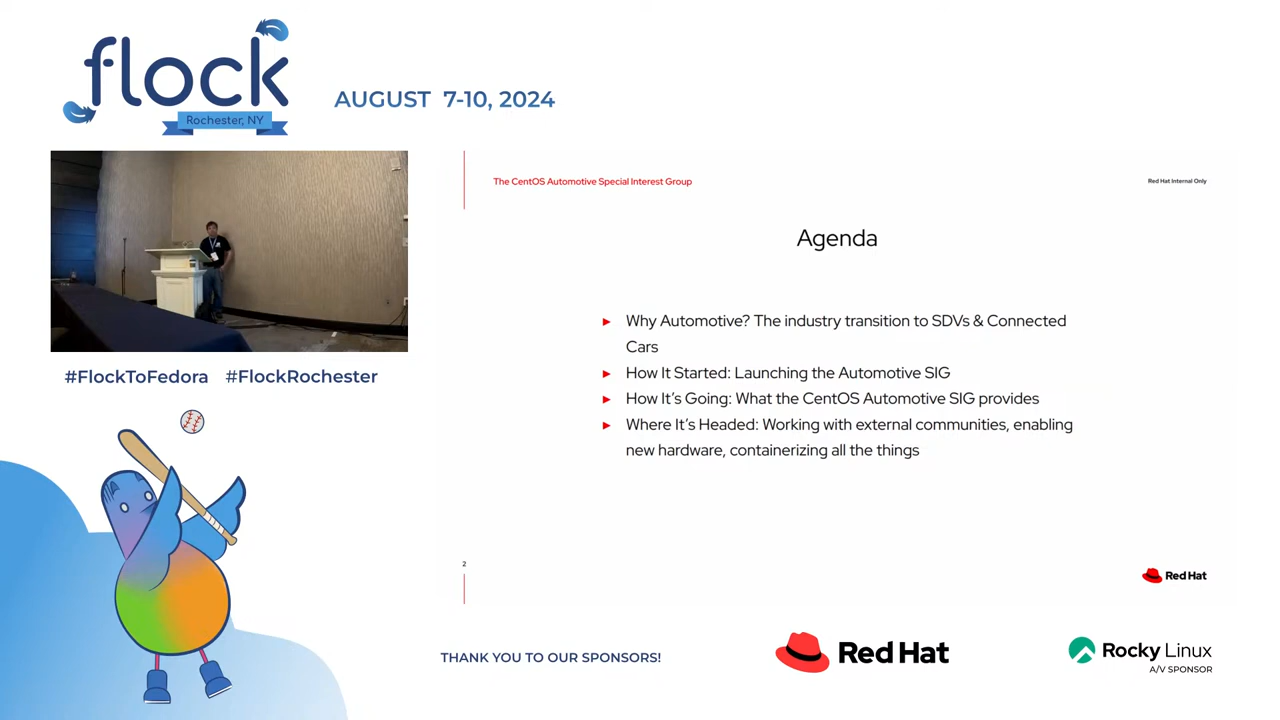 flock
Rochester, NY
AUGUST 7-10, 2024
The CentOS Automotive Special Interest Group
Red Hat Internal Only
Agenda
► Why Automotive? The industry transition to SDVs & Connected
Cars
► How It Started: Launching the Automotive SIG
► How It’s Going: What the CentOS Automotive SIG provides
► Where It’s Headed: Working with external communities, enabling
new hardware, containerizing all the things
2
Red Hat
#FlockToFedora #FlockRochester
THANK YOU TO OUR SPONSORS!
Red Hat
Rocky Linux
A/V SPONSOR